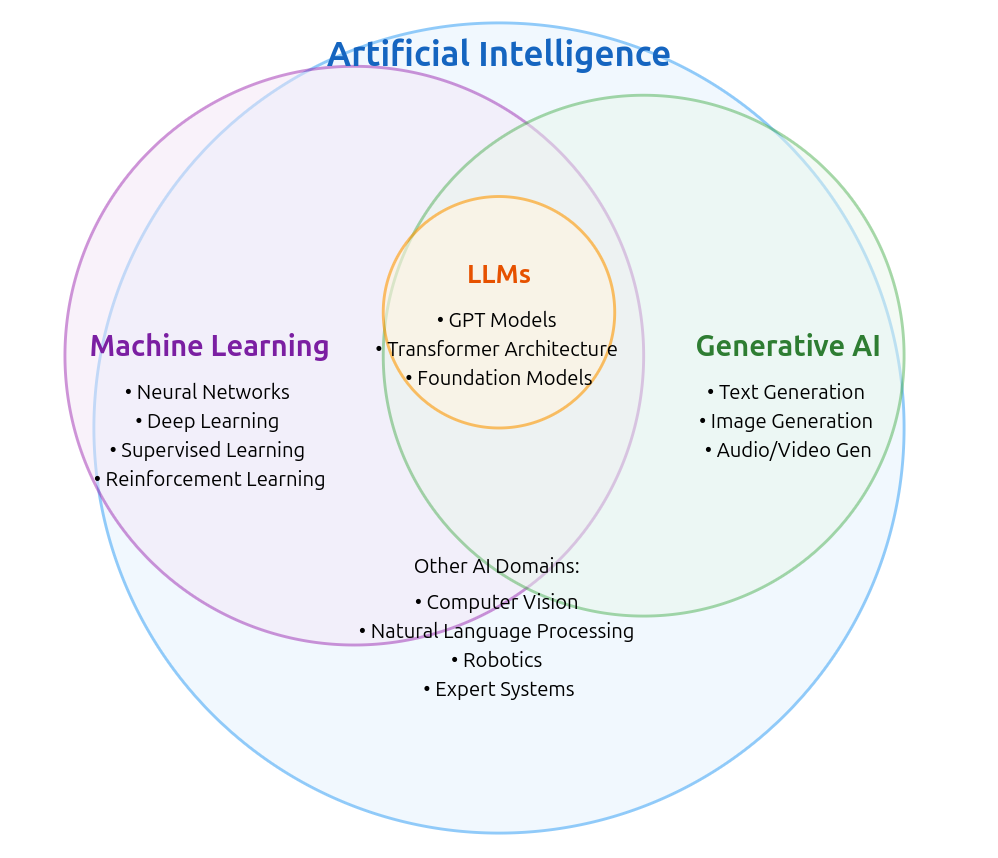 Artificial Intelligence
LLMs
• GPT Models
• Transformer Architecture
• Foundation Models
Machine Learning
• Neural Networks
• Deep Learning
• Supervised Learning
• Reinforcement Learning
Generative AI
• Text Generation
• Image Generation
• Audio/Video Gen
Other AI Domains:
• Computer Vision
• Natural Language Processing
• Robotics
• Expert Systems